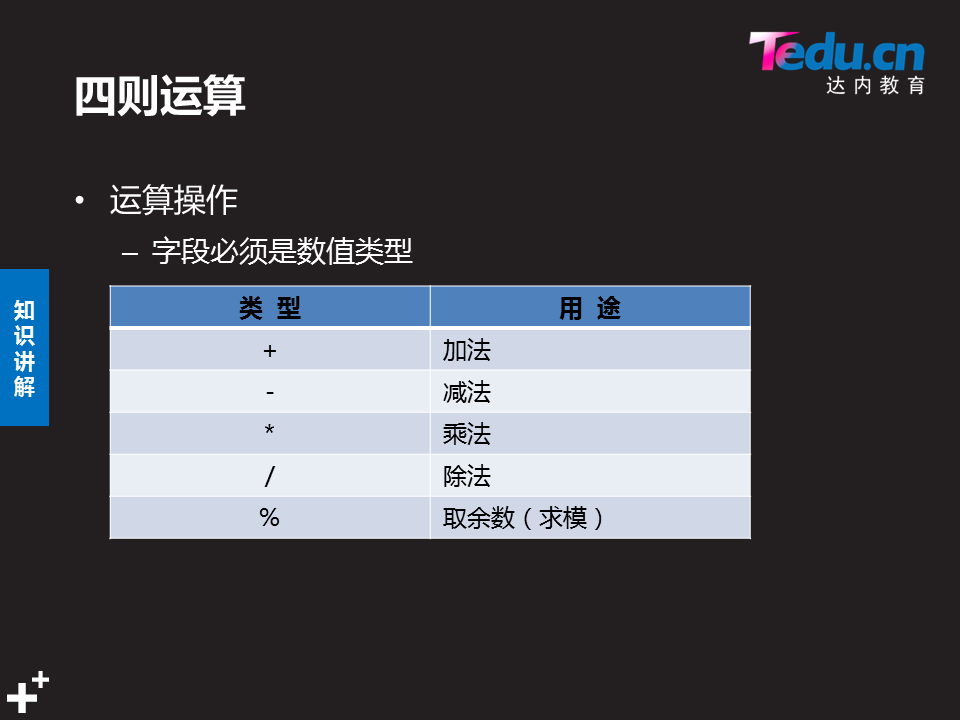 Tedu.cn
达内教育
四则运算
• 运算操作
– 字段必须是数值类型
知识讲解
类 型 用 途
+ 加法
- 减法
* 乘法
/ 除法
% 取余数（求模）